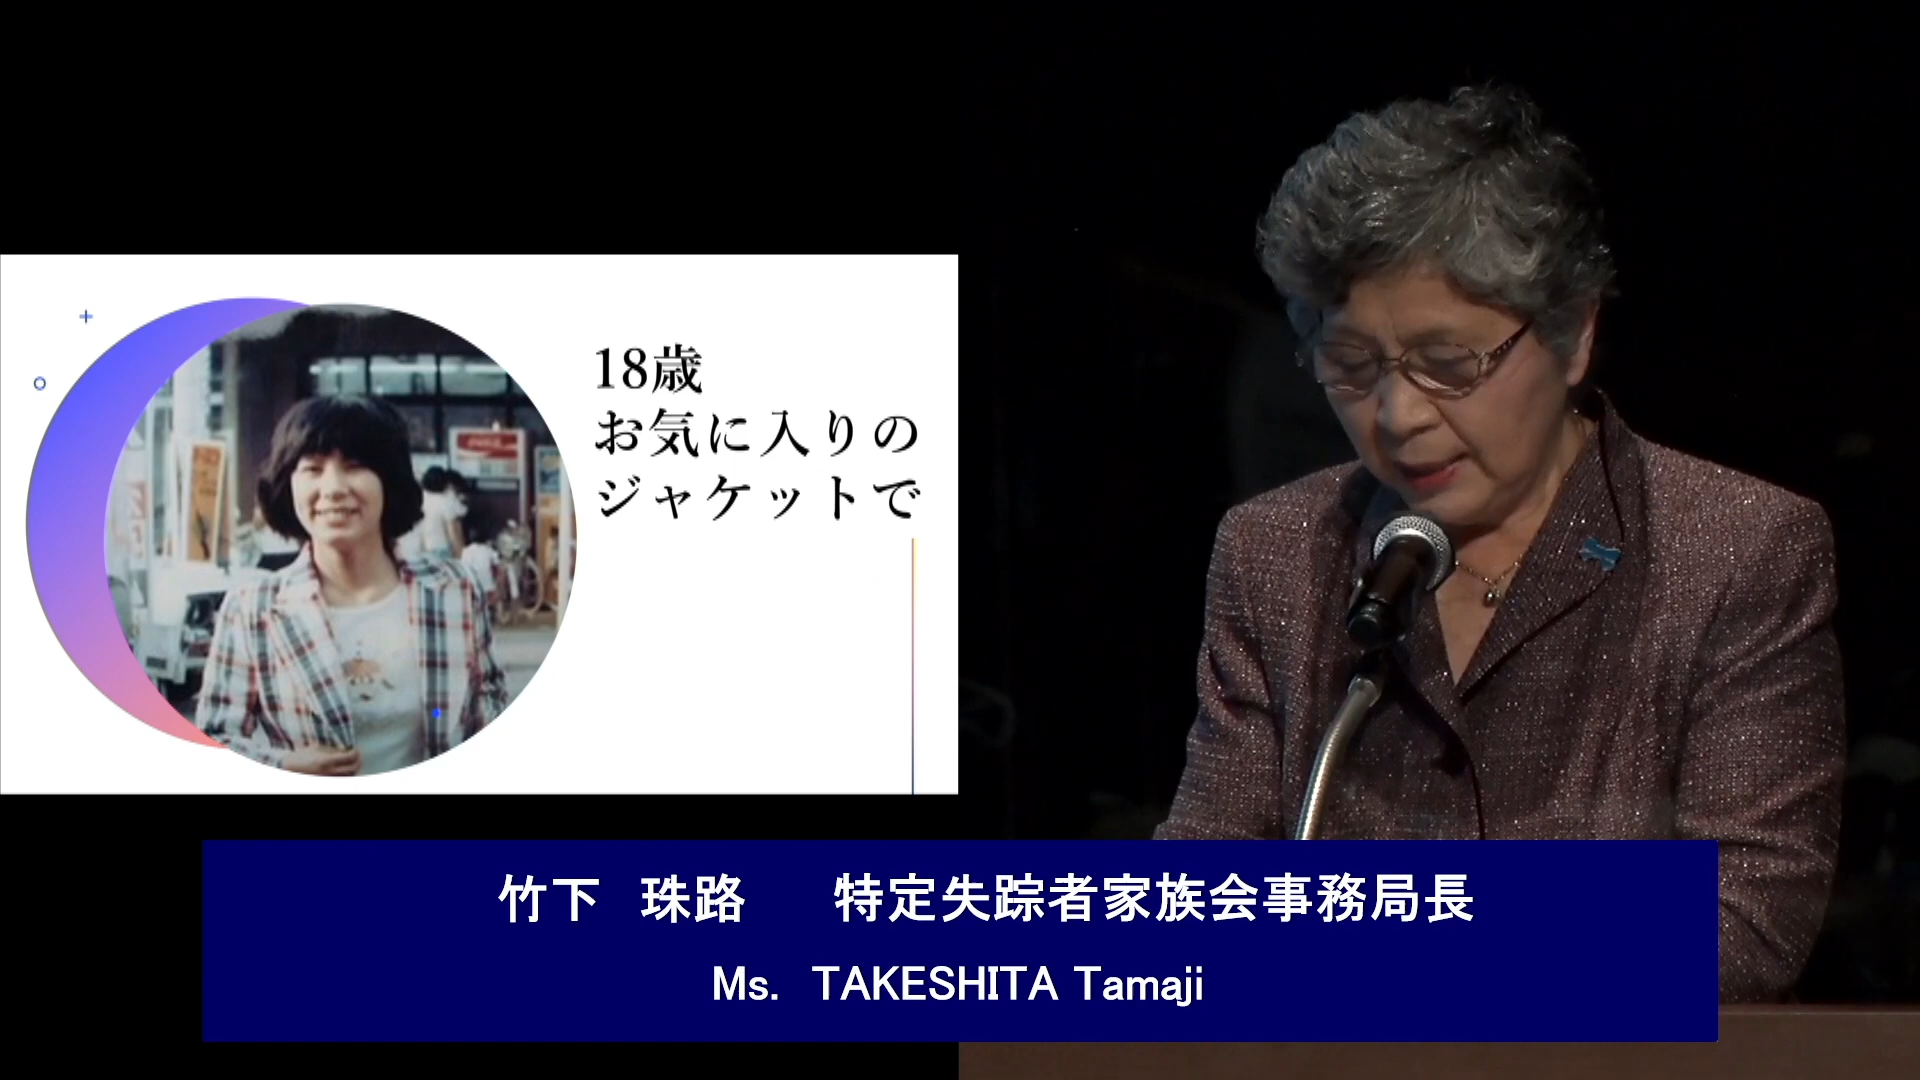 18歳
お気に入りの
ジャケットで
竹下 珠路 特定失踪者家族会事務局長
Ms. TAKESHITA Tamaji